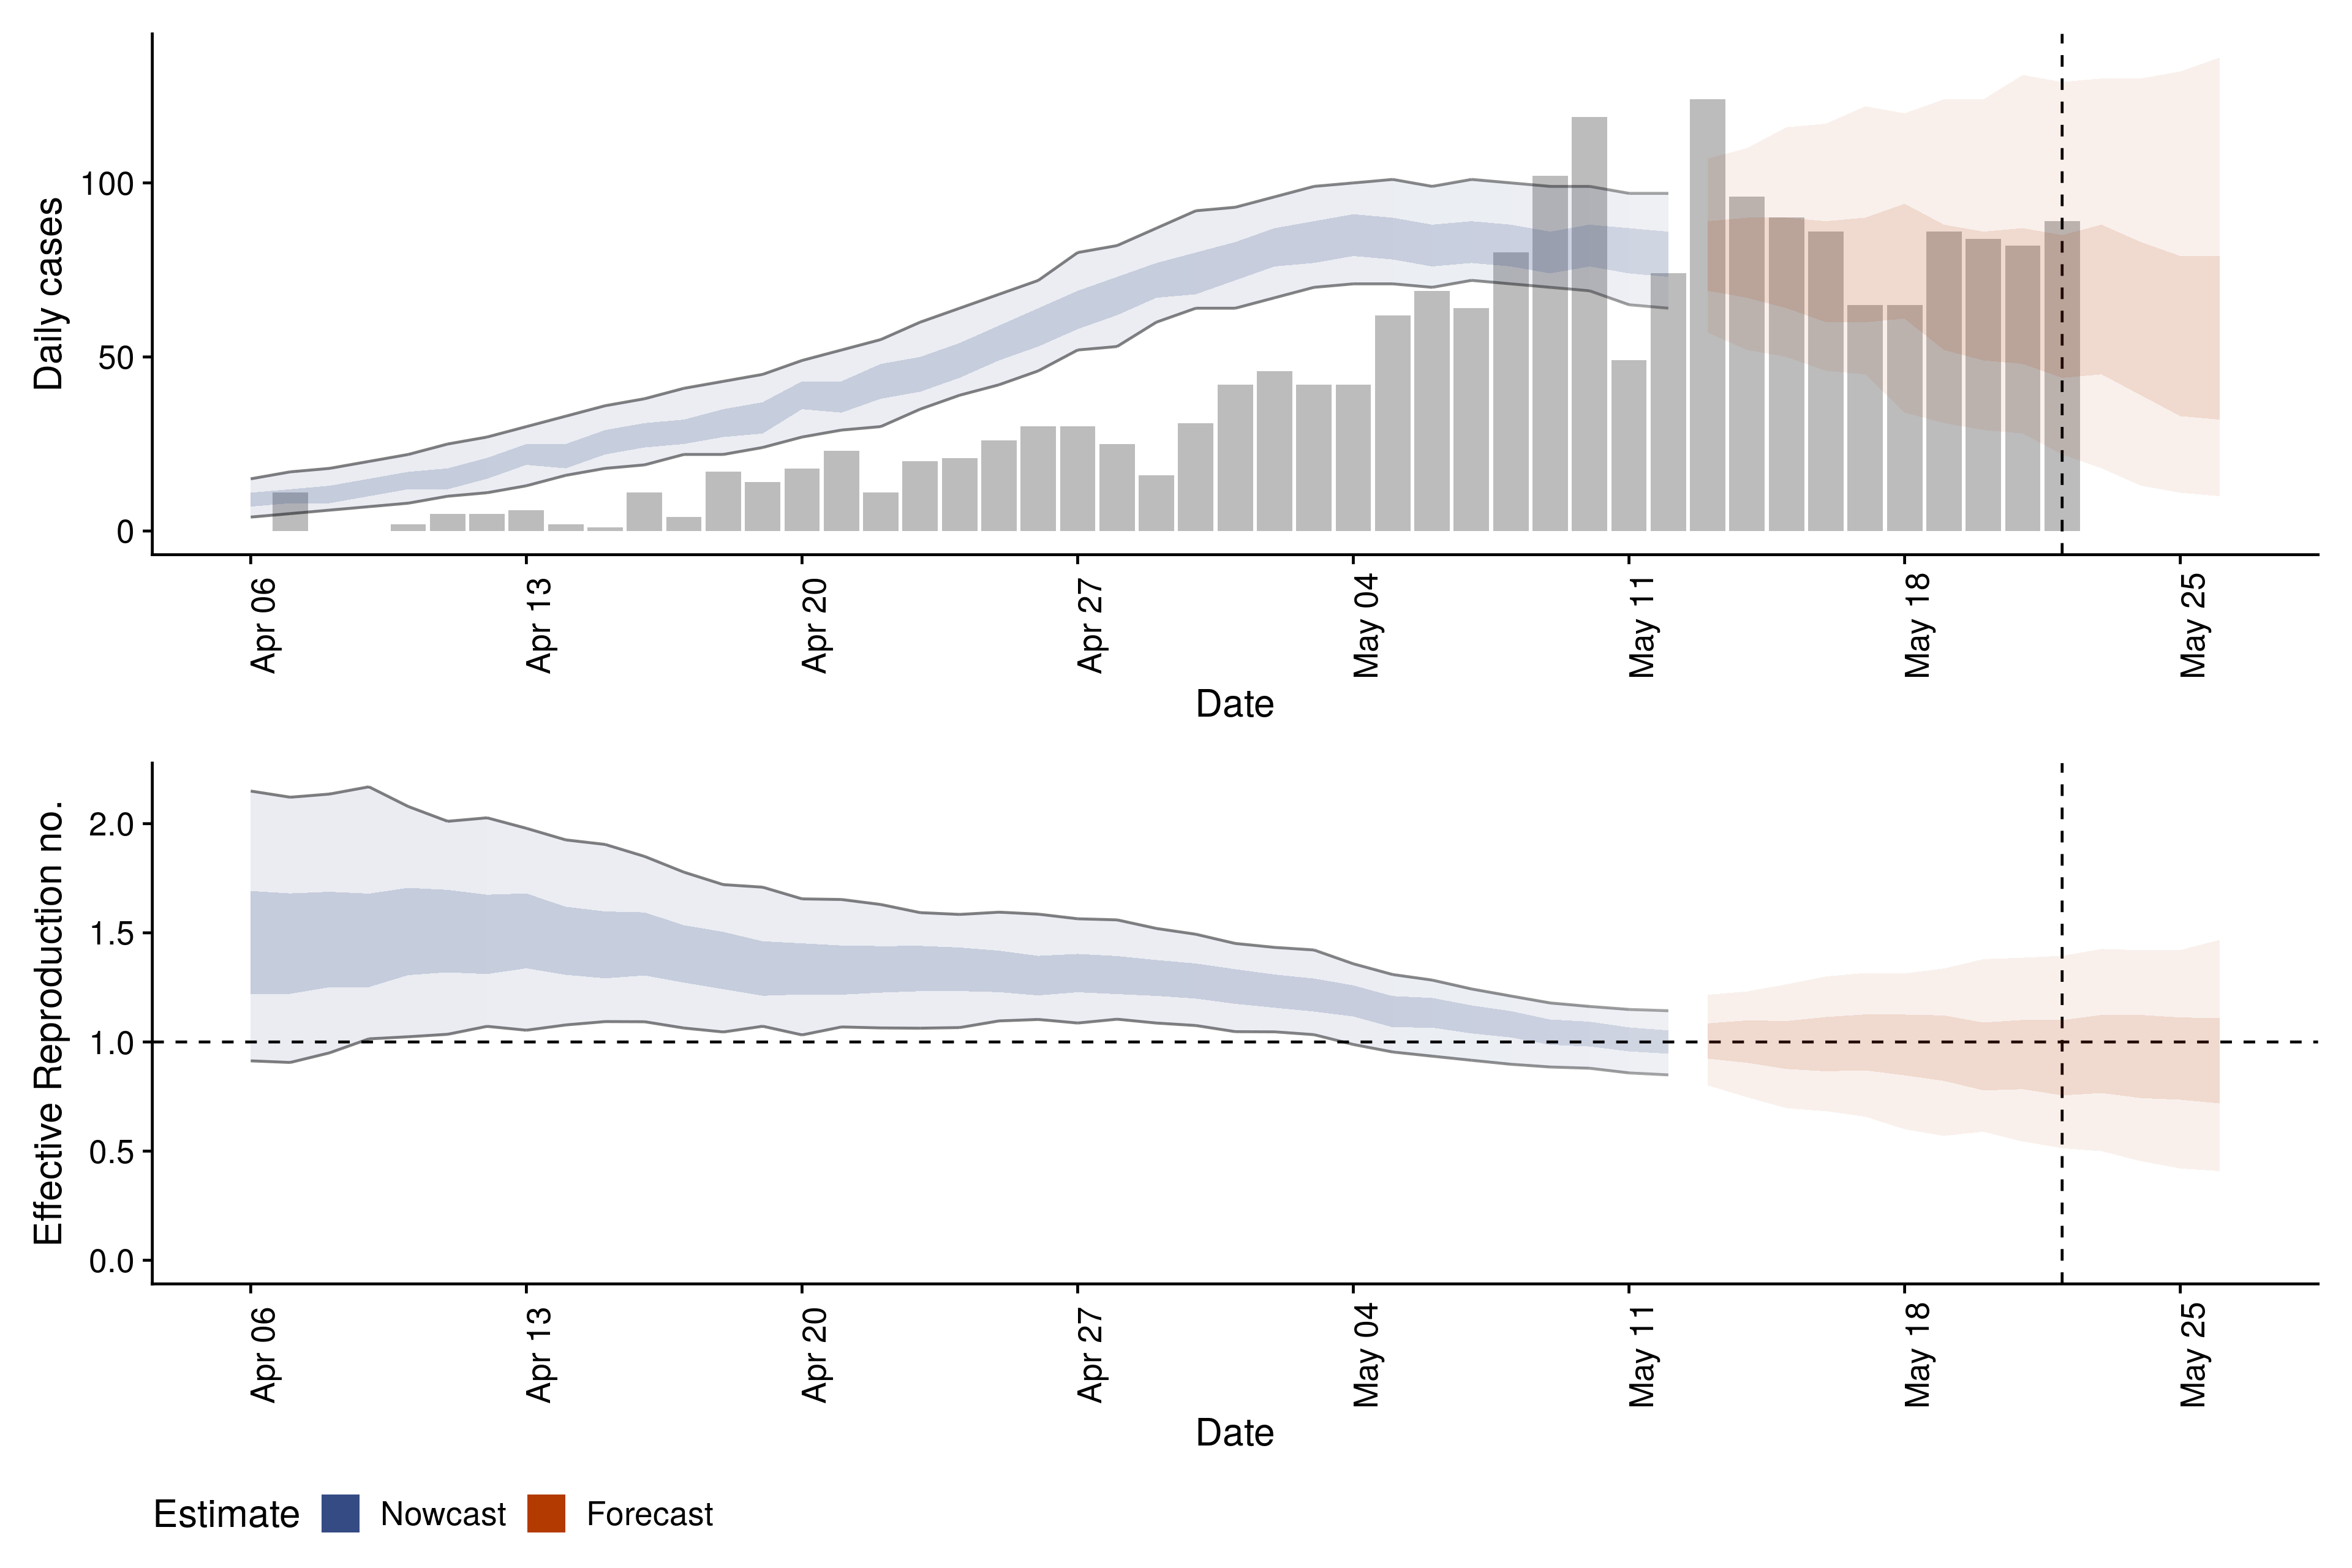 Daily cases
100
50
0
Apr 06
Apr 13
Apr 20
Apr 27
May 04
May 11
May 18
May 25
Date
Effective Reproduction no.
2.0
1.5
1.0
0.5
0.0
Apr 06
Apr 13
Apr 20
Apr 27
May 04
May 11
May 18
May 25
Date
Estimate Nowcast Forecast